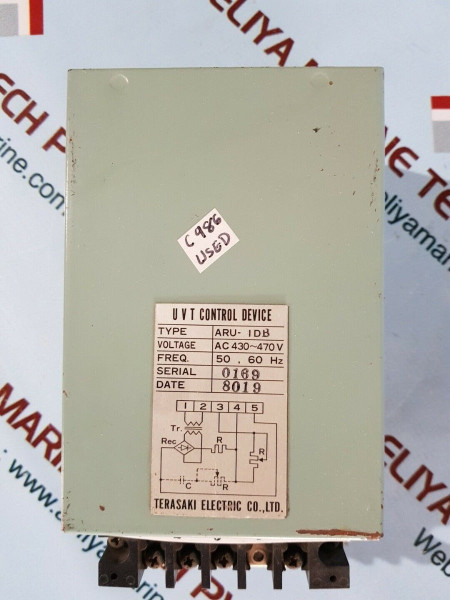 C 986
USED
U V T CONTROL DEVICE
TYPE ARU- 1DB
VOLTAGE AC 430~470 V
FREQ. 50 , 60 Hz
SERIAL 0169
DATE 8019
1 2 3 4 5
Tr.
Rec
R
R
C
R
TERASAKI ELECTRIC CO.,LTD.